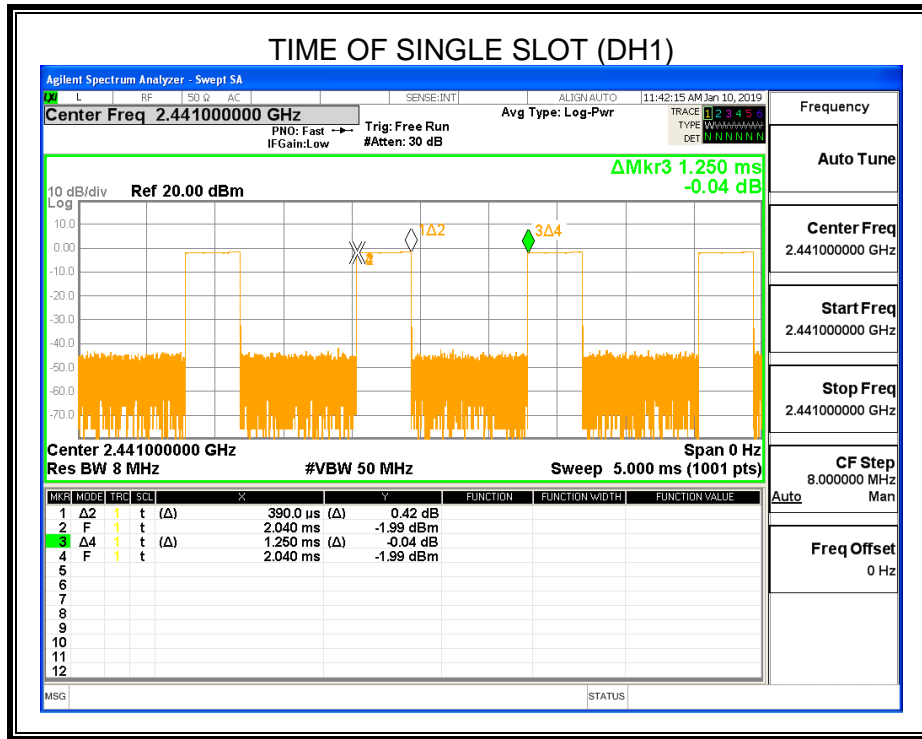 TIME OF SINGLE SLOT (DH1)
Agilent Spectrum Analyzer - Swept SA
LXI L RF 50 Ω AC SENSE:INT ALIGN AUTO 11:42:15 AM Jan 10, 2019
Center Freq 2.441000000 GHz
PNO: Fast
IFGain:Low
Trig: Free Run
#Atten: 30 dB
Avg Type: Log-Pwr
TRACE 1 2 3 4 5 6
TYPE
DET N N N N N N
ΔMkr3 1.250 ms
-0.04 dB
10 dB/div Ref 20.00 dBm
Log
10.0
0.00
-10.0
-20.0
-30.0
-40.0
-50.0
-60.0
-70.0
1Δ2
3Δ4
Center 2.441000000 GHz Span 0 Hz
Res BW 8 MHz #VBW 50 MHz Sweep 5.000 ms (1001 pts)
MKR MODE TRC SCL X Y FUNCTION FUNCTION WIDTH FUNCTION VALUE
1 Δ2 1 t (Δ) 390.0 µs (Δ) 0.42 dB
2 F 1 t 2.040 ms -1.99 dBm
3 Δ4 1 t (Δ) 1.250 ms (Δ) -0.04 dB
4 F 1 t 2.040 ms -1.99 dBm
5
6
7
8
9
10
11
12
MSG STATUS
Frequency
Auto Tune
Center Freq
2.441000000 GHz
Start Freq
2.441000000 GHz
Stop Freq
2.441000000 GHz
CF Step
8.000000 MHz
Auto Man
Freq Offset
0 Hz